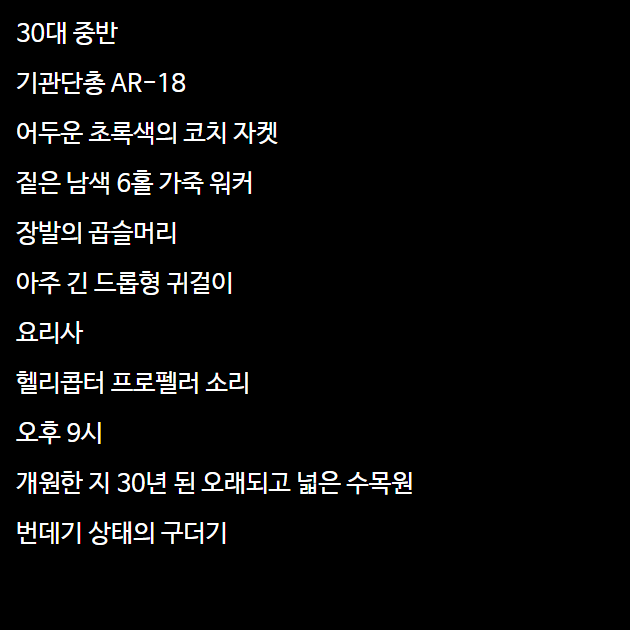 30대 중반
기관단총 AR-18
어두운 초록색의 코치 자켓
짙은 남색 6홀 가죽 워커
장발의 곱슬머리
아주 긴 드롭형 귀걸이
요리사
헬리콥터 프로펠러 소리
오후 9시
개원한 지 30년 된 오래되고 넓은 수목원
번데기 상태의 구더기